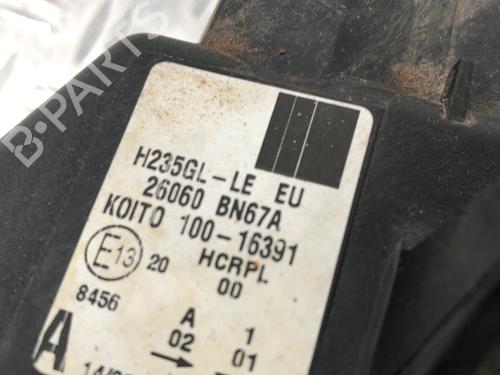 B-PARTS
H235GL-LE EU
26060 BN67A
KOITO 100-16391
E13 20 HCRPL
00
8456
A 1
02 01
A